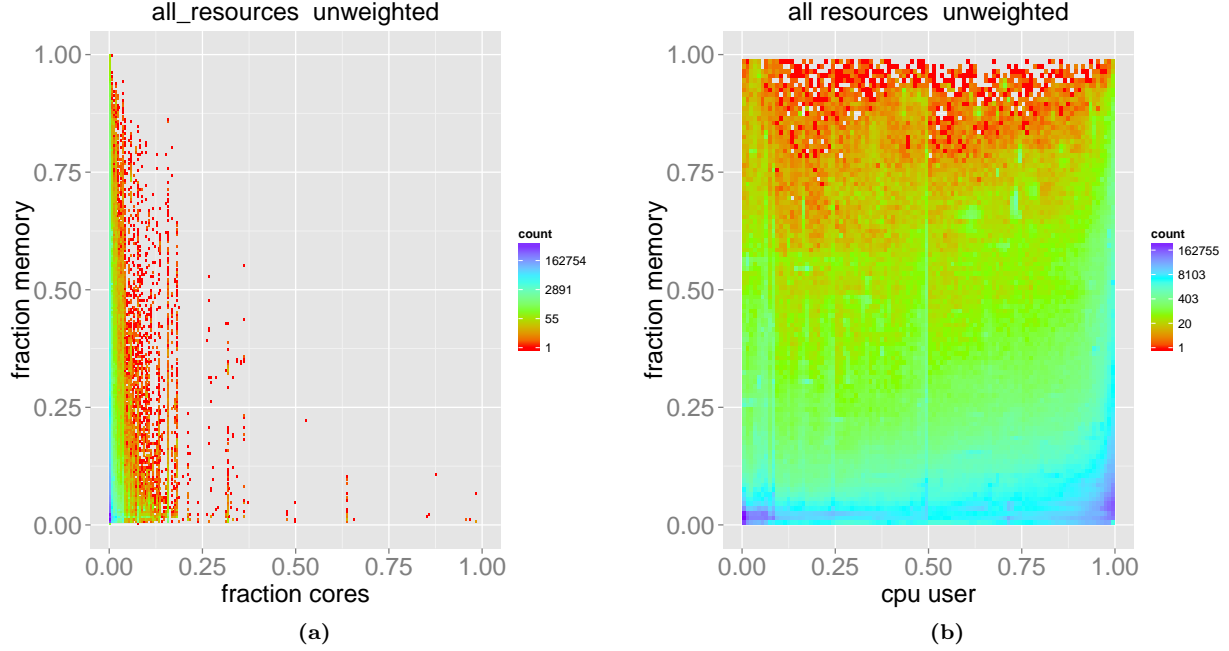 all_resources unweighted
1.00
0.75
0.50
0.25
0.00
fraction memory
0.00 0.25 0.50 0.75 1.00
fraction cores
count
162754
2891
55
1
(a)
all resources unweighted
1.00
0.75
0.50
0.25
0.00
fraction memory
0.00 0.25 0.50 0.75 1.00
cpu user
count
162755
8103
403
20
1
(b)